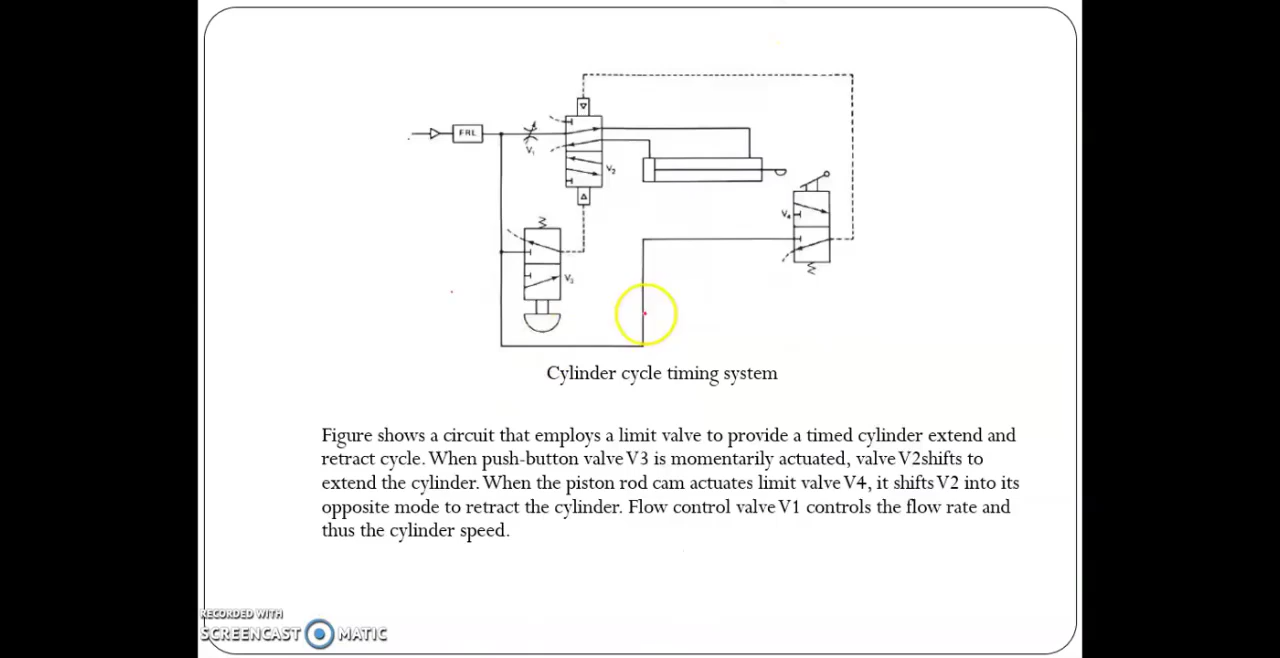 FRL
V1
V2
V4
V3
Cylinder cycle timing system
Figure shows a circuit that employs a limit valve to provide a timed cylinder extend and
retract cycle. When push-button valve V3 is momentarily actuated, valve V2shifts to
extend the cylinder. When the piston rod cam actuates limit valve V4, it shifts V2 into its
opposite mode to retract the cylinder. Flow control valve V1 controls the flow rate and
thus the cylinder speed.
RECORDED WITH
SCREENCAST MATIC